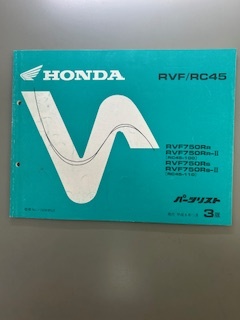 HONDA
RVF/RC45
RVF750RR
RVF750RR-II
(RC45-100)
RVF750RS
RVF750RS-II
(RC45-110)
パーツリスト
3版